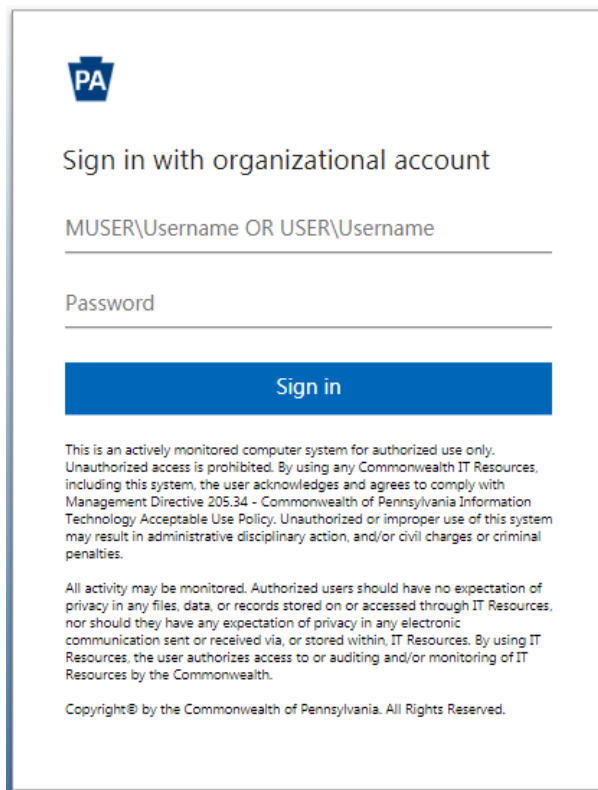 PA
Sign in with organizational account
MUSER\Username OR USER\Username
Password
Sign in
This is an actively monitored computer system for authorized use only.
Unauthorized access is prohibited. By using any Commonwealth IT Resources,
including this system, the user acknowledges and agrees to comply with
Management Directive 205.34 - Commonwealth of Pennsylvania Information
Technology Acceptable Use Policy. Unauthorized or improper use of this system
may result in administrative disciplinary action, and/or civil charges or criminal
penalties.
All activity may be monitored. Authorized users should have no expectation of
privacy in any files, data, or records stored on or accessed through IT Resources,
nor should they have any expectation of privacy in any electronic
communication sent or received via, or stored within, IT Resources. By using IT
Resources, the user authorizes access to or auditing and/or monitoring of IT
Resources by the Commonwealth.
Copyright® by the Commonwealth of Pennsylvania. All Rights Reserved.